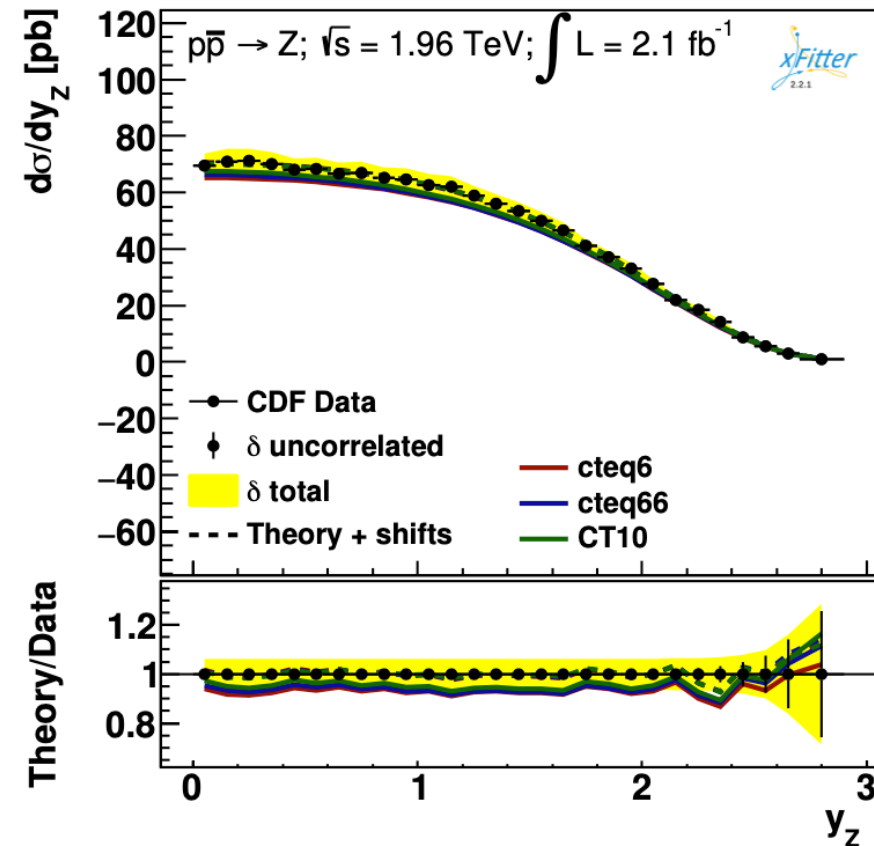 dσ/dy_Z [pb]
120
100
80
60
40
20
0
−20
−40
−60
pp̅ → Z; √s = 1.96 TeV; ∫ L = 2.1 fb⁻¹
xFitter
2.2.1
CDF Data
δ uncorrelated
δ total
Theory + shifts
cteq6
cteq66
CT10
Theory/Data
1.2
1
0.8
0
1
2
3
y_Z